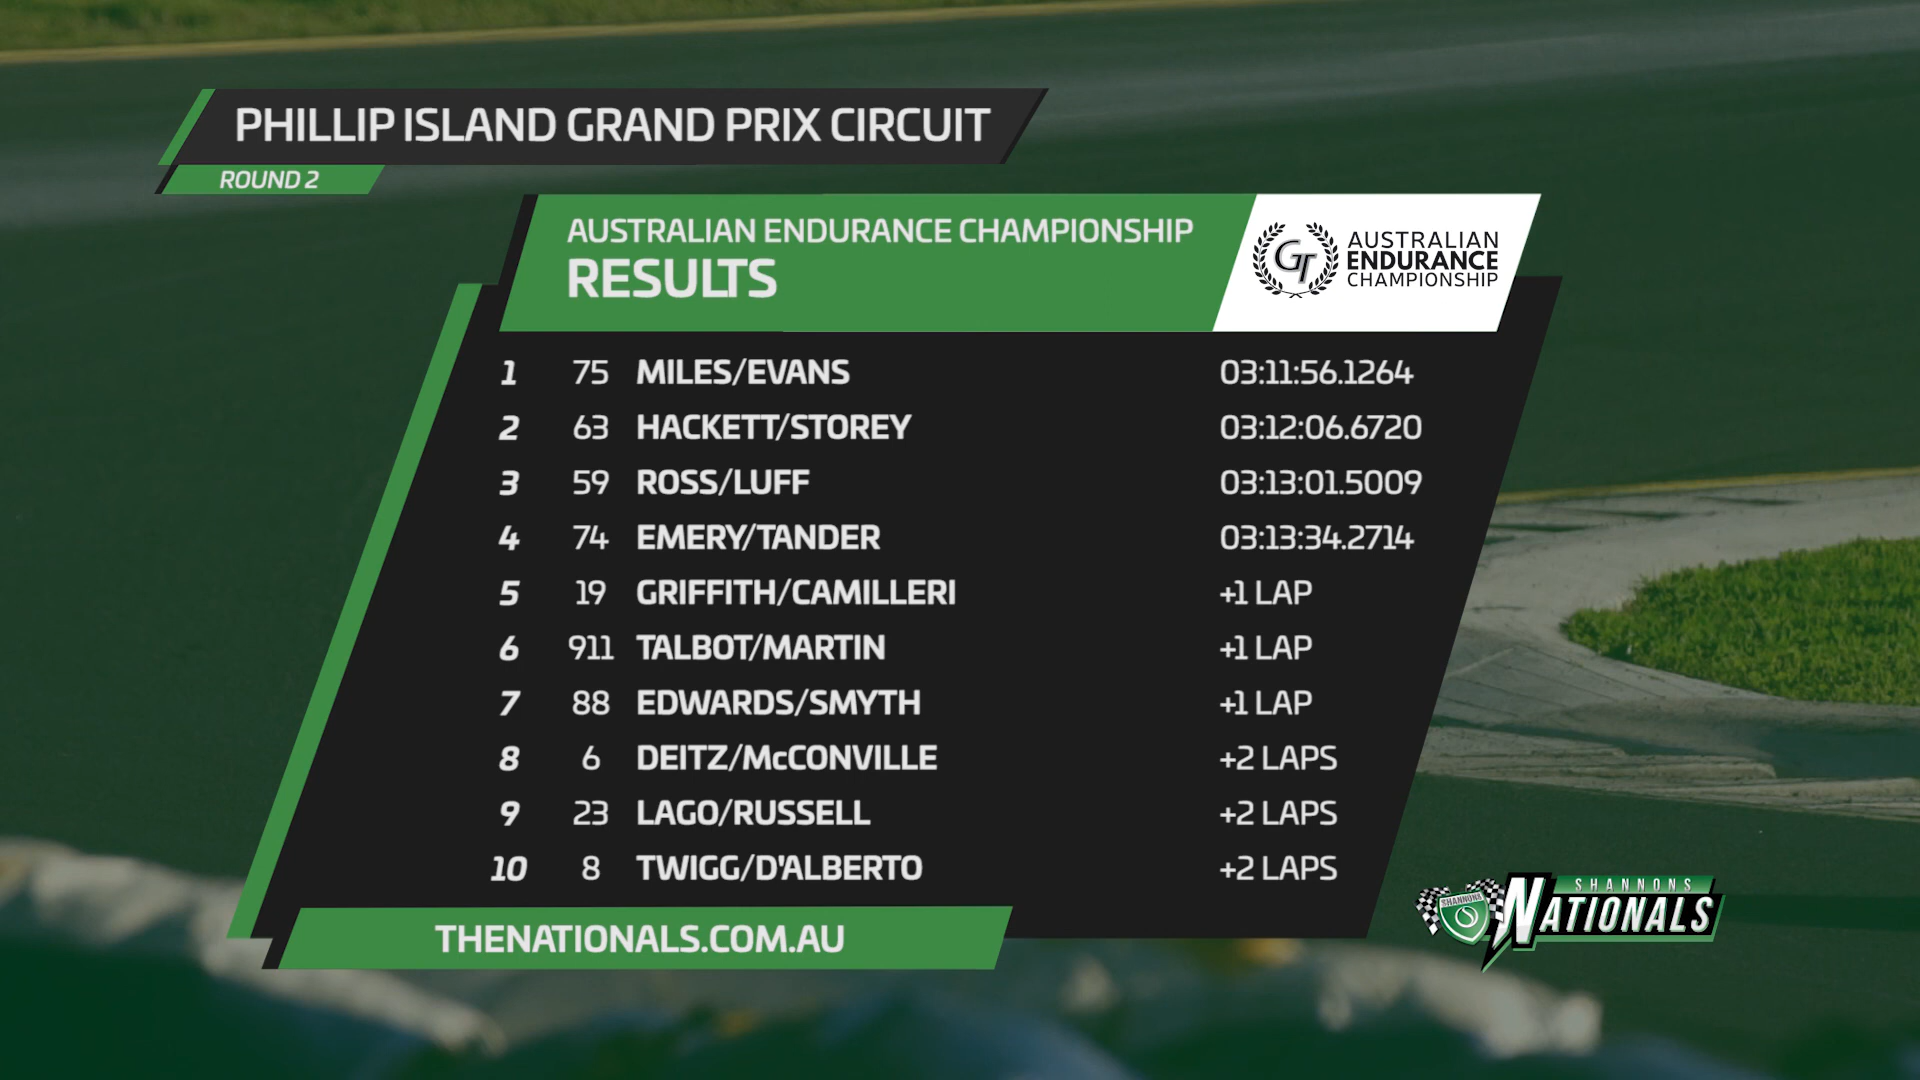 PHILLIP ISLAND GRAND PRIX CIRCUIT
ROUND 2
AUSTRALIAN ENDURANCE CHAMPIONSHIP
RESULTS
GT
AUSTRALIAN
ENDURANCE
CHAMPIONSHIP
1 75 MILES/EVANS 03:11:56.1264
2 63 HACKETT/STOREY 03:12:06.6720
3 59 ROSS/LUFF 03:13:01.5009
4 74 EMERY/TANDER 03:13:34.2714
5 19 GRIFFITH/CAMILLERI +1 LAP
6 911 TALBOT/MARTIN +1 LAP
7 88 EDWARDS/SMYTH +1 LAP
8 6 DEITZ/McCONVILLE +2 LAPS
9 23 LAGO/RUSSELL +2 LAPS
10 8 TWIGG/D'ALBERTO +2 LAPS
THENATIONALS.COM.AU
SHANNONS
SHANNONS
NATIONALS